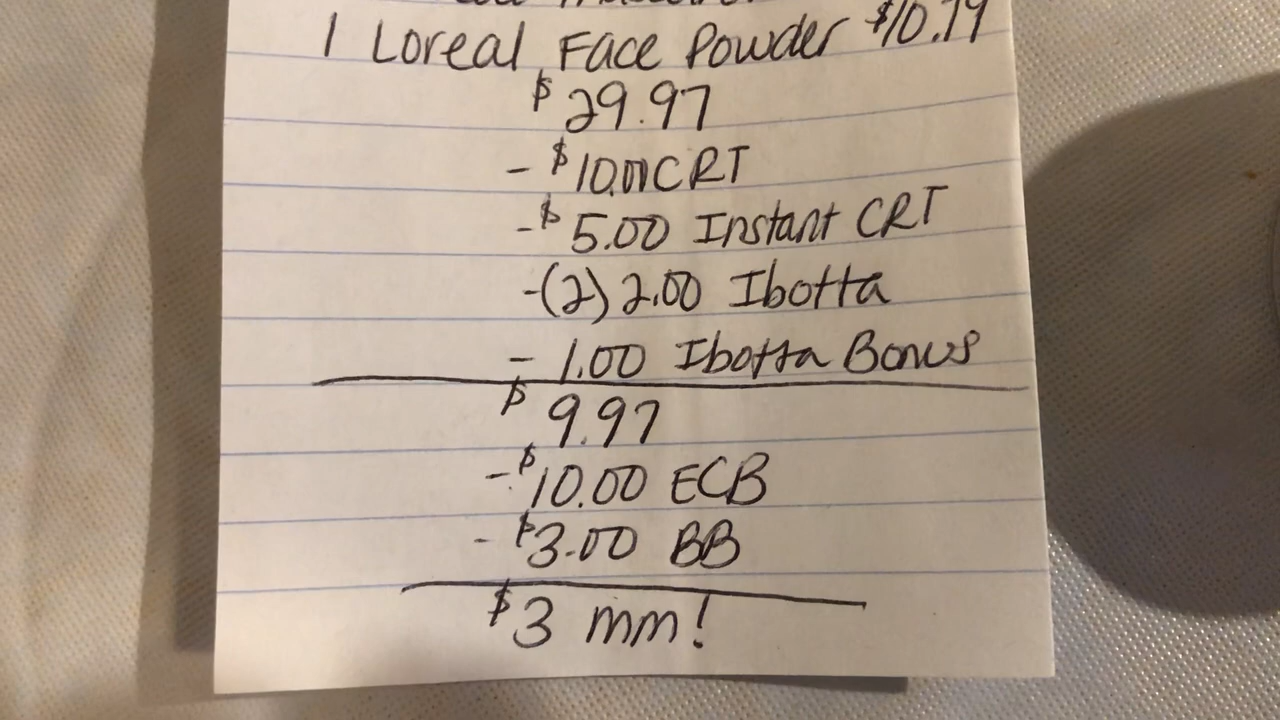 1 Loreal Face Powder $10.79
$29.97
- $10.00 CRT
-$5.00 Instant CRT
-(2) 2.00 Ibotta
- 1.00 Ibotta Bonus
$9.97
-$10.00 ECB
-$3.00 BB
$3 mm!